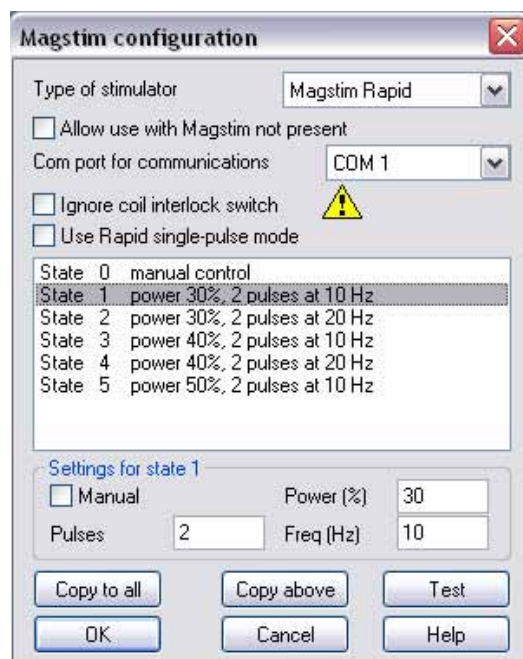 Magstim configuration
Type of stimulator Magstim Rapid
Allow use with Magstim not present
Com port for communications COM 1
Ignore coil interlock switch
Use Rapid single-pulse mode
State 0 manual control
State 1 power 30%, 2 pulses at 10 Hz
State 2 power 30%, 2 pulses at 20 Hz
State 3 power 40%, 2 pulses at 10 Hz
State 4 power 40%, 2 pulses at 20 Hz
State 5 power 50%, 2 pulses at 10 Hz
Settings for state 1
Manual Power (%) 30
Pulses 2 Freq (Hz) 10
Copy to all Copy above Test
OK Cancel Help